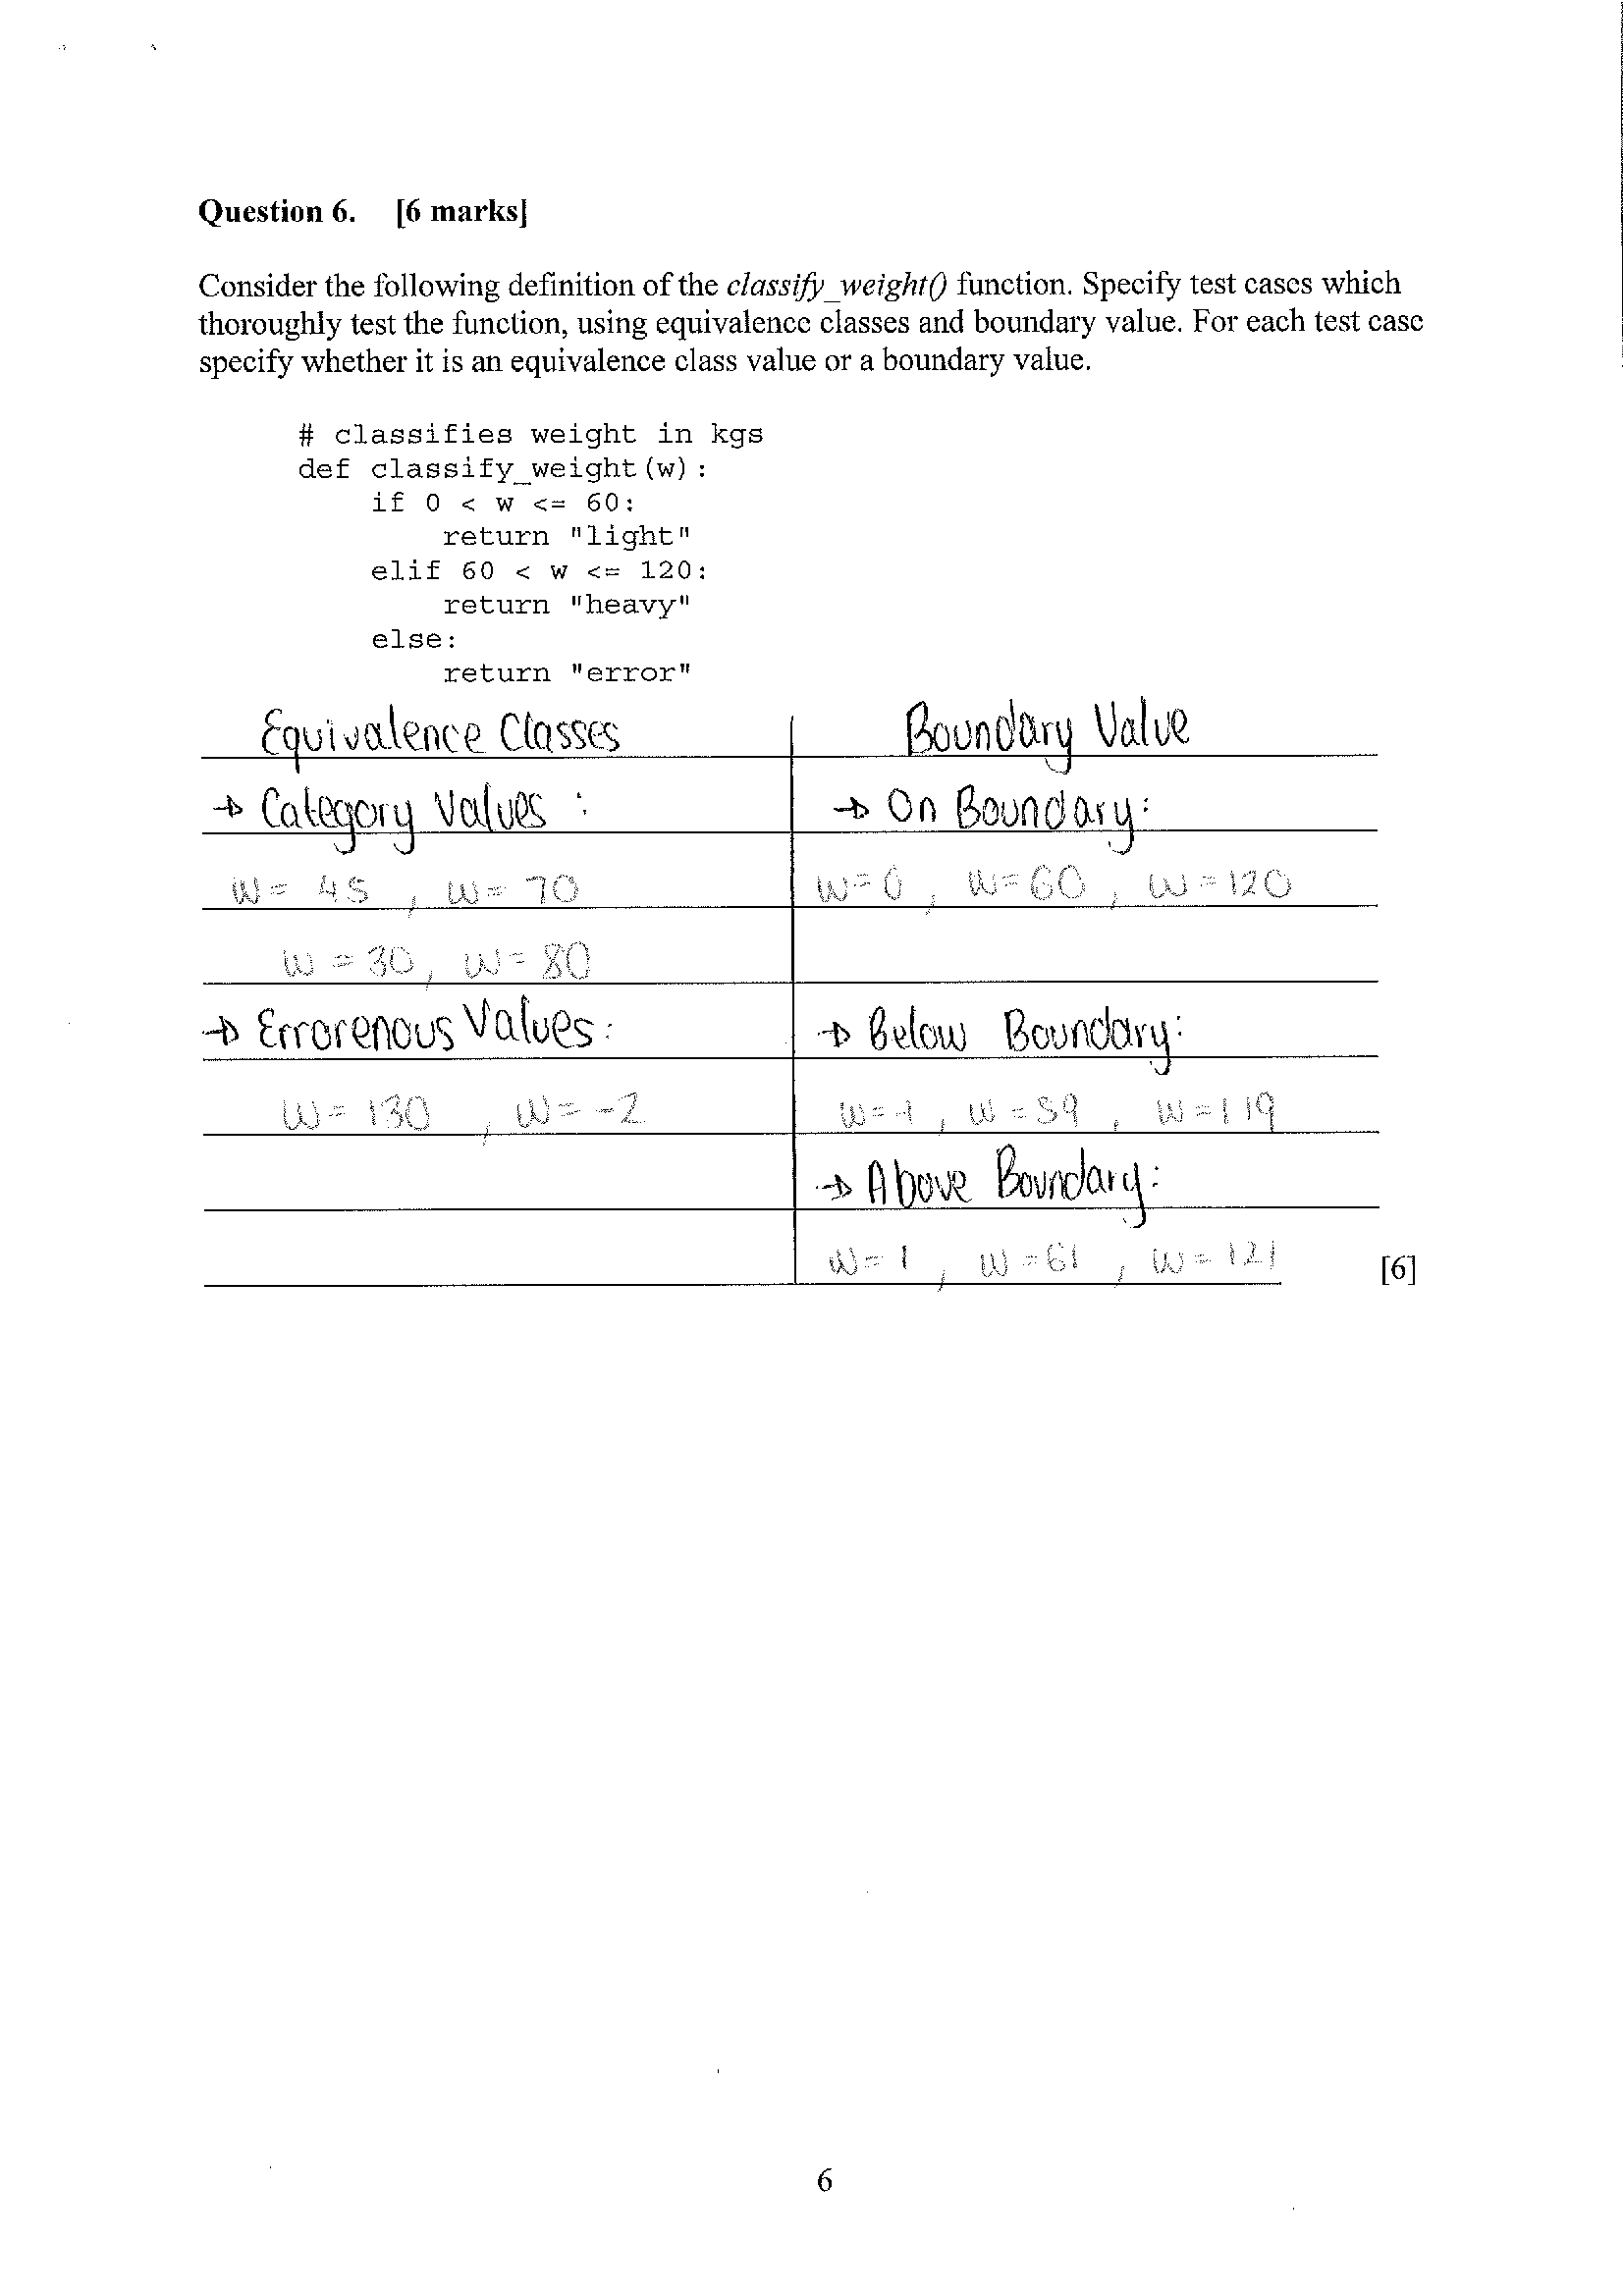 Question 6. [6 marks]
Consider the following definition of the classify_weight() function. Specify test cases which
thoroughly test the function, using equivalence classes and boundary value. For each test case
specify whether it is an equivalence class value or a boundary value.
# classifies weight in kgs
def classify_weight(w):
    if 0 < w <= 60:
        return "light"
    elif 60 < w <= 120:
        return "heavy"
    else:
        return "error"
Equivalence Classes
→ Category Values :
w = 45 , w = 70
w = 30, w = 80
→ Errorenous Values:
w = 130 , w = -2
Boundary Value
→ On Boundary:
w = 0 , w = 60 , w = 120
→ Below Boundary:
w = -1 , w = 59 , w = 119
→ Above Boundary:
w = 1 , w = 61 , w = 121
[6]
6